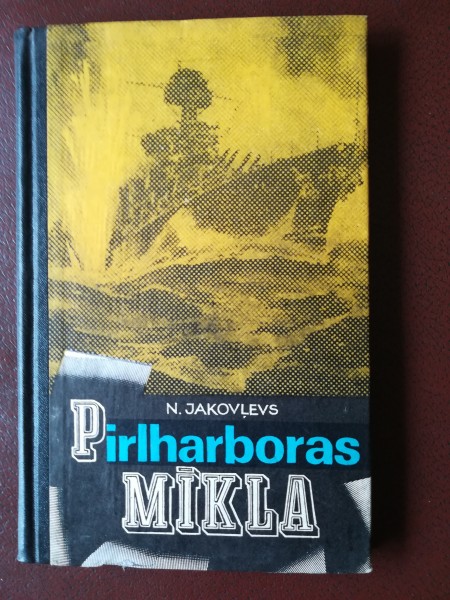 N. JAKOVĻEVS
Pirlharboras
MĪKLA